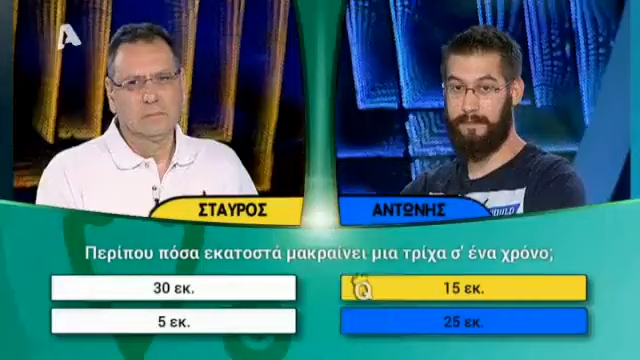 A
ΣΤΑΥΡΟΣ
ΑΝΤΩΝΗΣ
Περίπου πόσα εκατοστά μακραίνει μια τρίχα σ' ένα χρόνο;
30 εκ.
15 εκ.
5 εκ.
25 εκ.